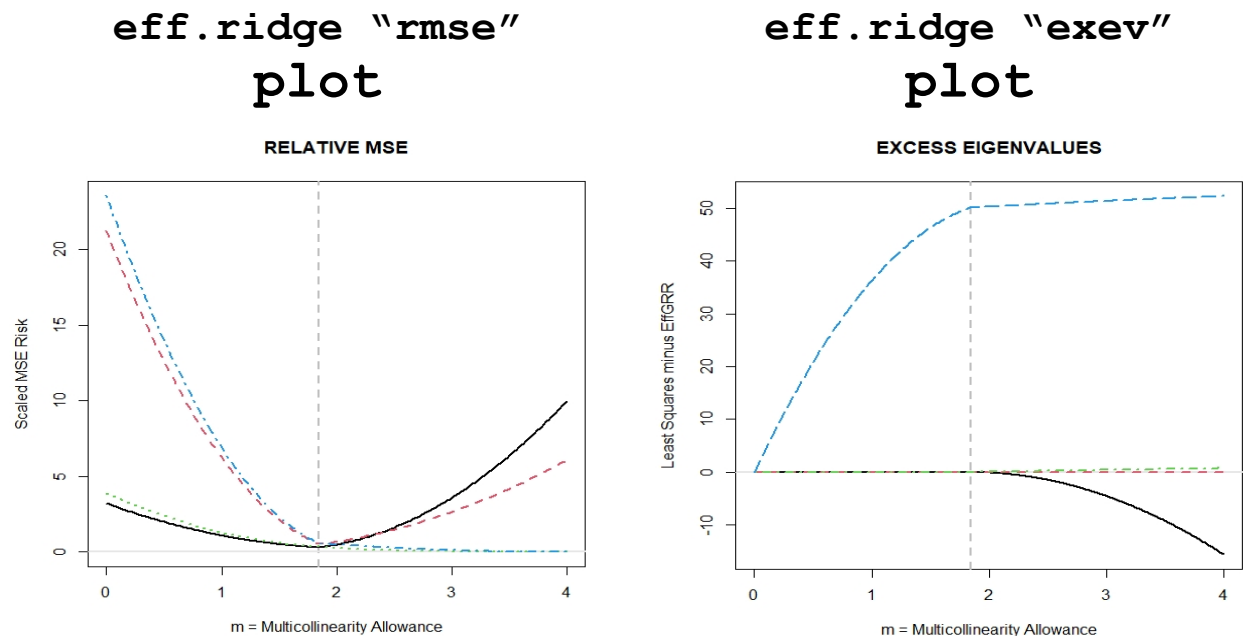 eff.ridge “rmse”
plot
RELATIVE MSE
Scaled MSE Risk
20
15
10
5
0
0 1 2 3 4
m = Multicollinearity Allowance
eff.ridge “exev”
plot
EXCESS EIGENVALUES
Least Squares minus EffGRR
50
40
30
20
10
0
-10
0 1 2 3 4
m = Multicollinearity Allowance